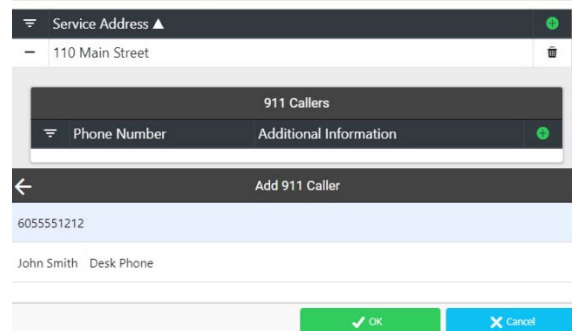 Service Address ▲
110 Main Street
911 Callers
Phone Number Additional Information
Add 911 Caller
6055551212
John Smith Desk Phone
OK Cancel